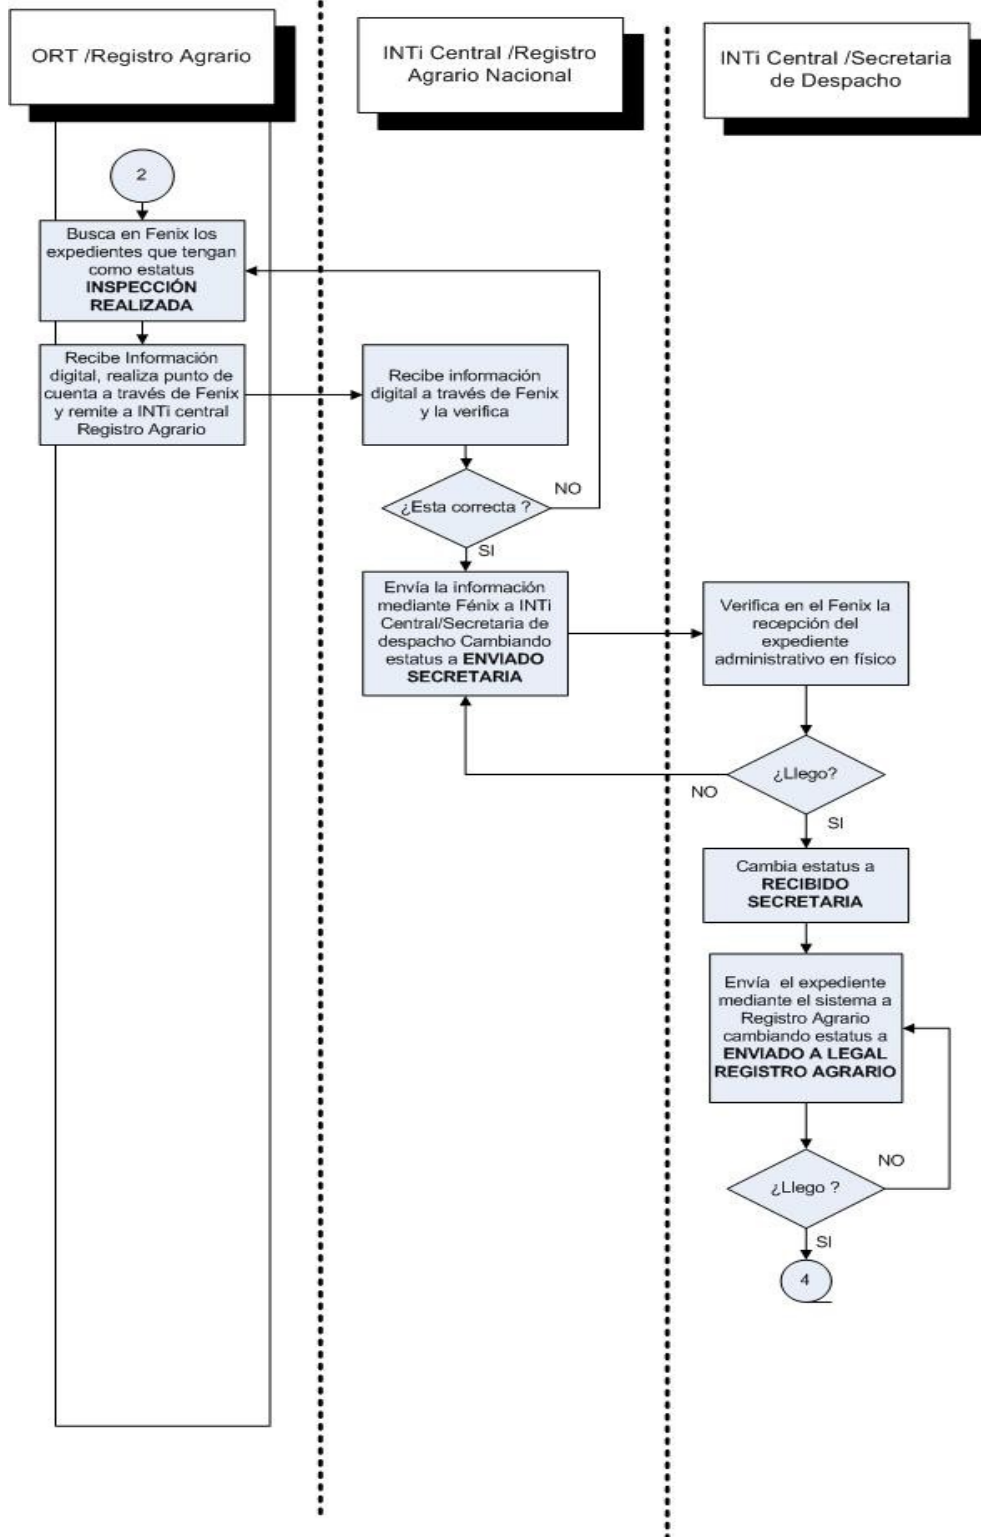 ORT /Registro Agrario
INTi Central /Registro
Agrario Nacional
INTi Central /Secretaria
de Despacho
2
Busca en Fenix los
expedientes que tengan
como estatus
INSPECCIÓN
REALIZADA
Recibe Información
digital, realiza punto de
cuenta a través de Fenix
y remite a INTi central
Registro Agrario
Recibe información
digital a través de Fenix
y la verifica
¿Esta correcta ?
NO
SI
Envía la información
mediante Fénix a INTi
Central/Secretaria de
despacho Cambiando
estatus a ENVIADO
SECRETARIA
Verifica en el Fenix la
recepción del
expediente
administrativo en físico
¿Llego?
NO
SI
Cambia estatus a
RECIBIDO
SECRETARIA
Envía  el expediente
mediante el sistema a
Registro Agrario
cambiando estatus a
ENVIADO A LEGAL
REGISTRO AGRARIO
¿Llego ?
NO
SI
4